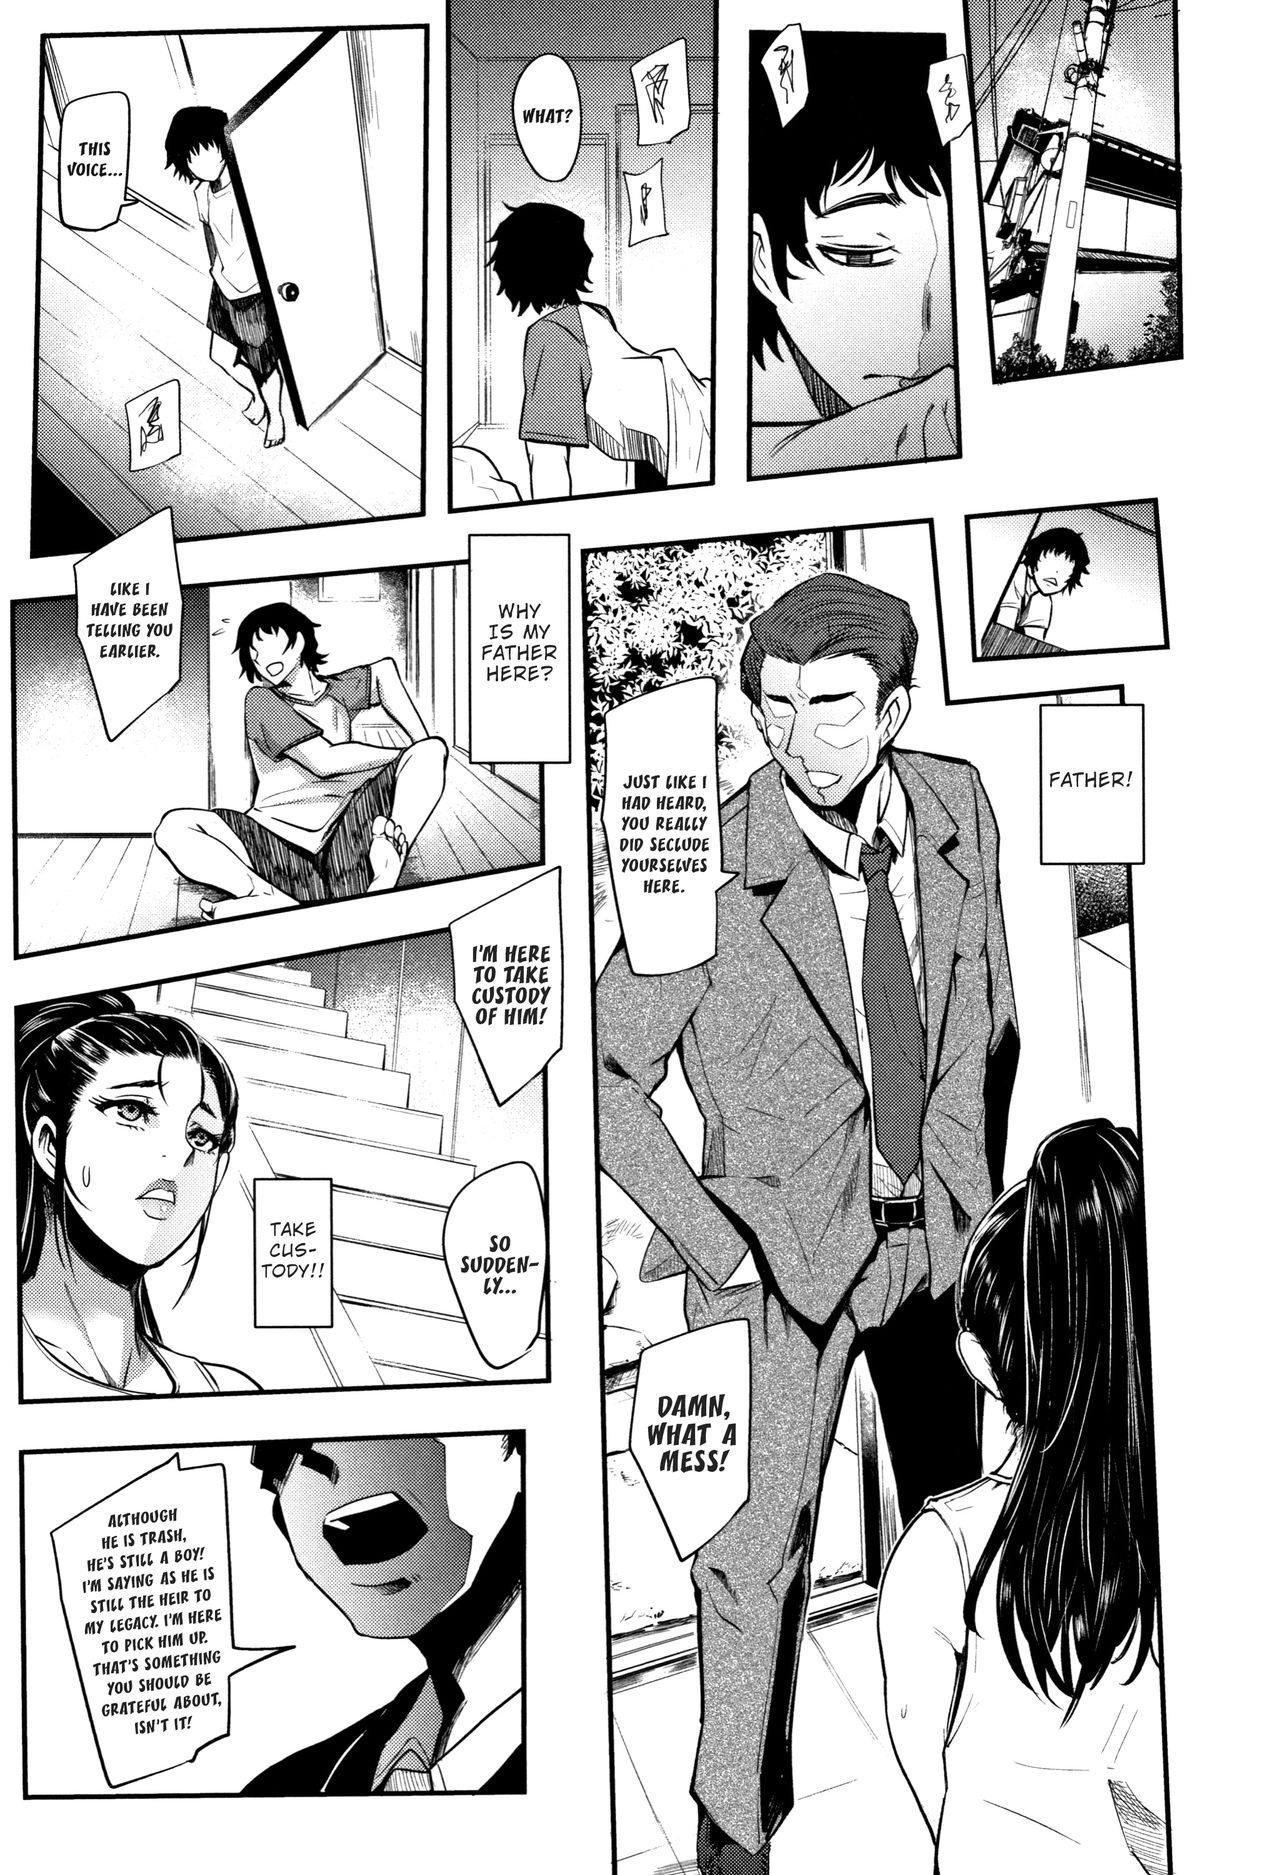 WHAT?
THIS
VOICE...
FATHER!
JUST LIKE I
HAD HEARD,
YOU REALLY
DID SECLUDE
YOURSELVES
HERE.
DAMN,
WHAT A
MESS!
WHY
IS MY
FATHER
HERE?
LIKE I
HAVE BEEN
TELLING YOU
EARLIER.
I'M HERE
TO TAKE
CUSTODY
OF HIM!
SO
SUDDEN-
LY...
TAKE
CUS-
TODY!!
ALTHOUGH
HE IS TRASH,
HE'S STILL A BOY!
I'M SAYING AS HE IS
STILL THE HEIR TO
MY LEGACY. I'M HERE
TO PICK HIM UP.
THAT'S SOMETHING
YOU SHOULD BE
GRATEFUL ABOUT,
ISN'T IT!